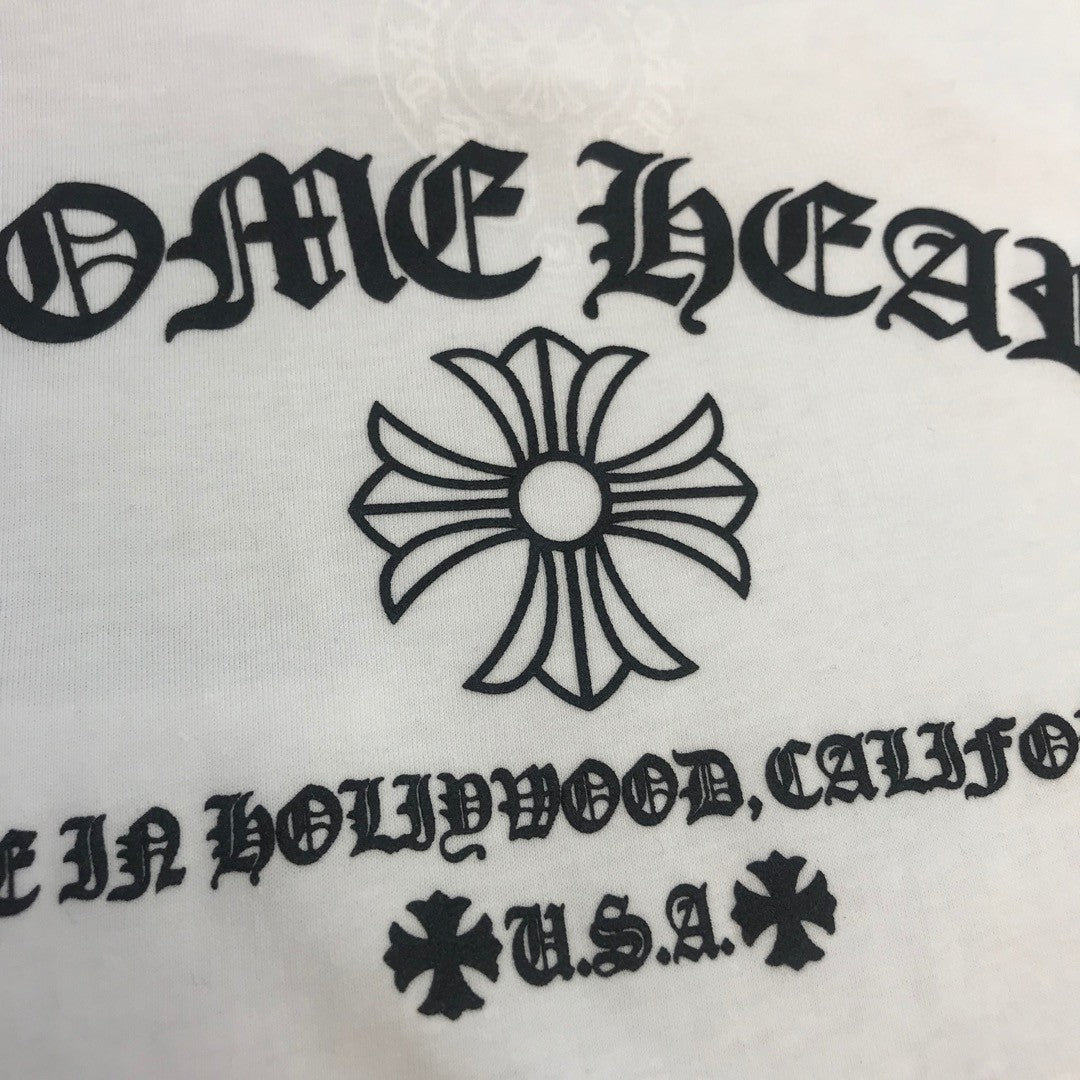 OME HEA
E IN HOLLYWOOD, CALIFO
U.S.A.